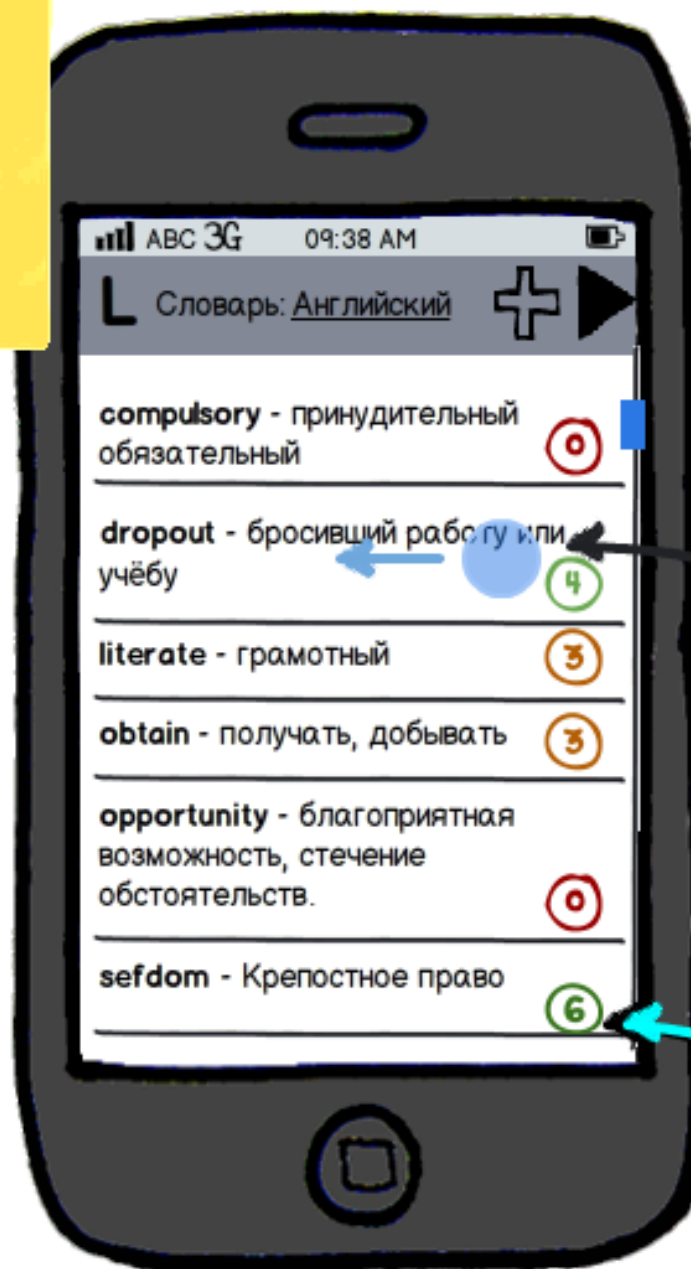 ABC 3G 09:38 AM
L Словарь: Английский
compulsory - принудительный
обязательный
0
dropout - бросивший работу или
учёбу
4
literate - грамотный
3
obtain - получать, добывать
3
opportunity - благоприятная
возможность, стечение
обстоятельств.
0
sefdom - Крепостное право
6